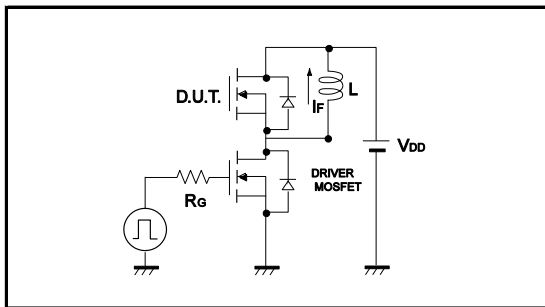 D.U.T.
IF
L
VDD
DRIVER
MOSFET
RG